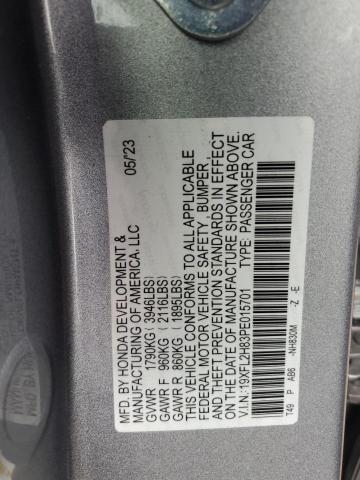 MFD. BY HONDA DEVELOPMENT &
MANUFACTURING OF AMERICA, LLC
05/23
GVWR 1790KG ( 3946LBS)
GAWR F 960KG ( 2116LBS)
GAWR R 860KG ( 1895LBS)
THIS VEHICLE CONFORMS TO ALL APPLICABLE
FEDERAL MOTOR VEHICLE SAFETY, BUMPER
AND THEFT PREVENTION STANDARDS IN EFFECT
ON THE DATE OF MANUFACTURE SHOWN ABOVE.
V.I.N.:19XFL2H83PE015701 TYPE: PASSENGER CAR
T49 P AB6 -NH830M -Z -E